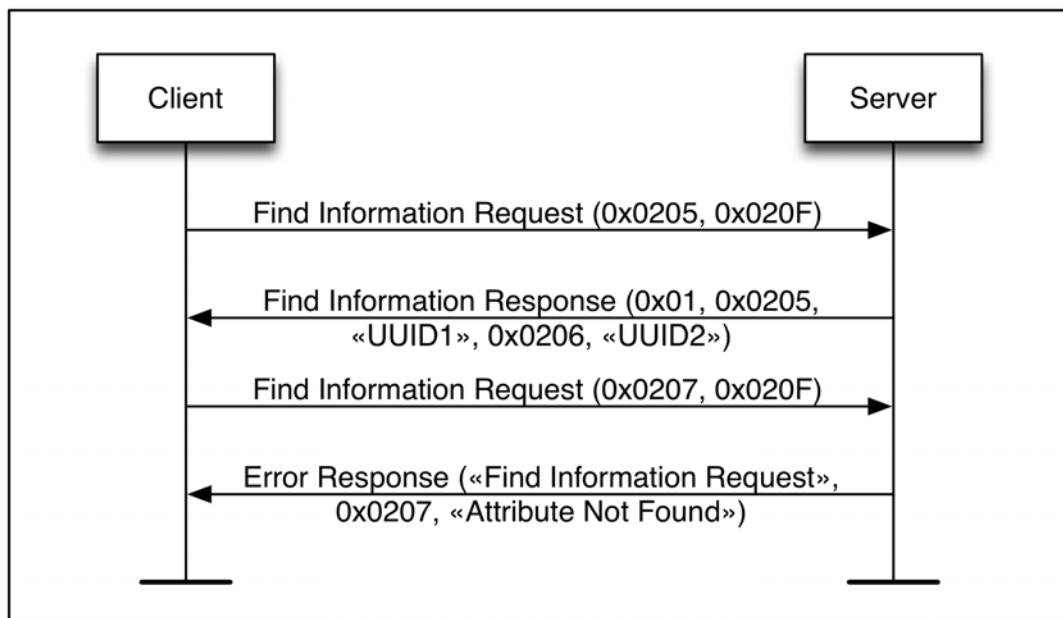 Client
Server
Find Information Request (0x0205, 0x020F)
Find Information Response (0x01, 0x0205,
«UUID1», 0x0206, «UUID2»)
Find Information Request (0x0207, 0x020F)
Error Response («Find Information Request»,
0x0207, «Attribute Not Found»)